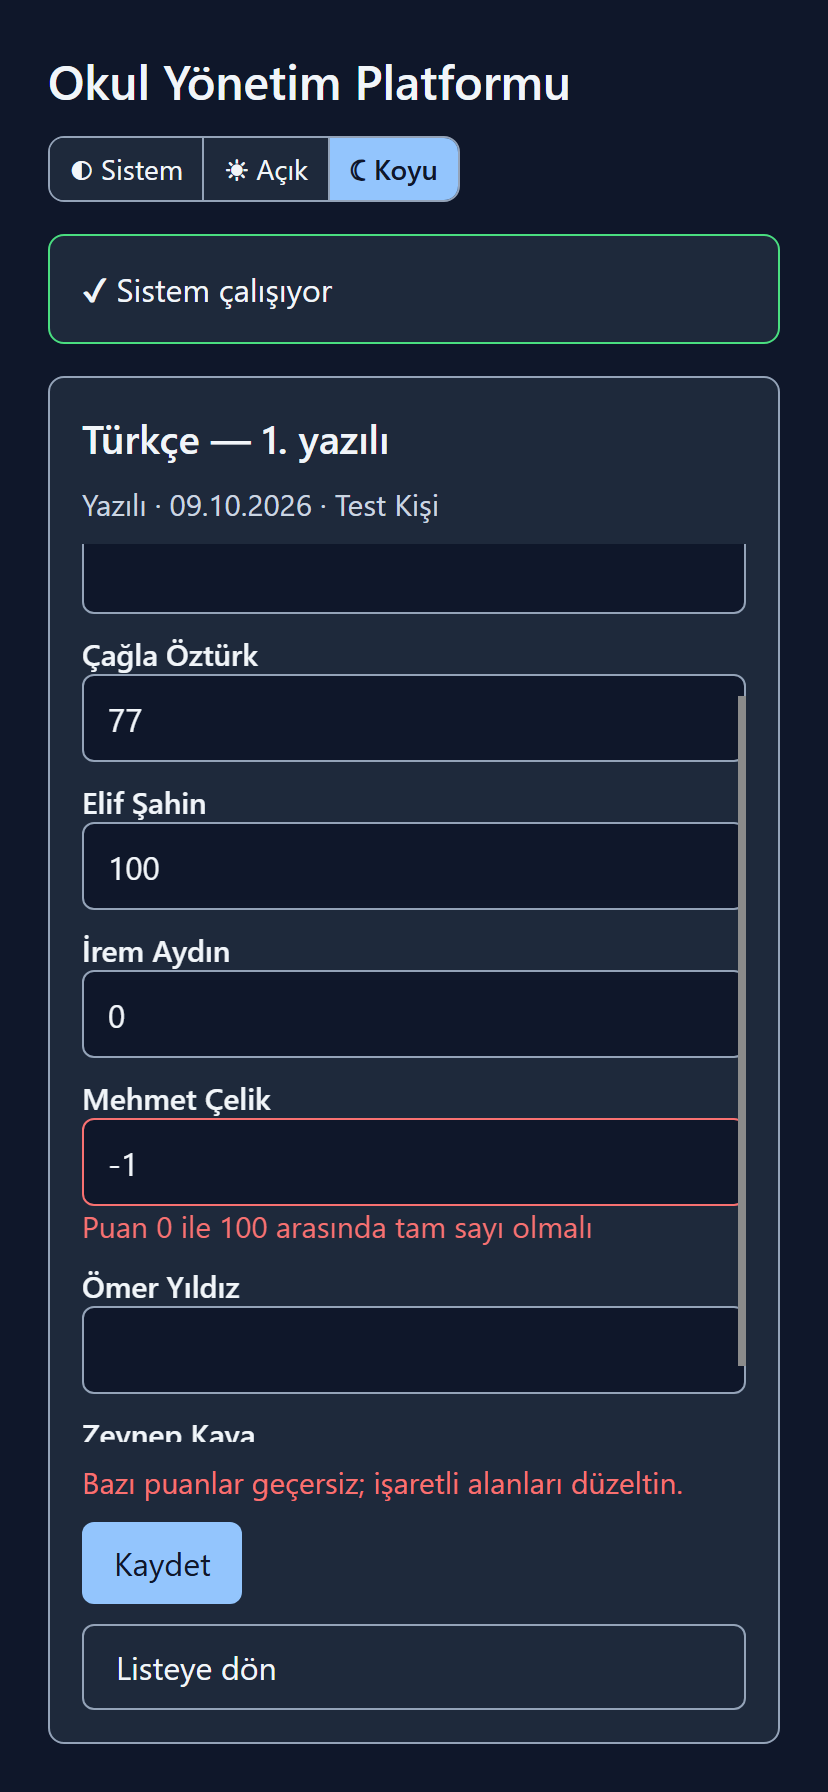 Okul Yönetim Platformu
Sistem
Açık
Koyu
Sistem çalışıyor
Türkçe — 1. yazılı
Yazılı · 09.10.2026 · Test Kişi
Çağla Öztürk
77
Elif Şahin
100
İrem Aydın
0
Mehmet Çelik
-1
Puan 0 ile 100 arasında tam sayı olmalı
Ömer Yıldız
Zeynep Kaya
Bazı puanlar geçersiz; işaretli alanları düzeltin.
Kaydet
Listeye dön